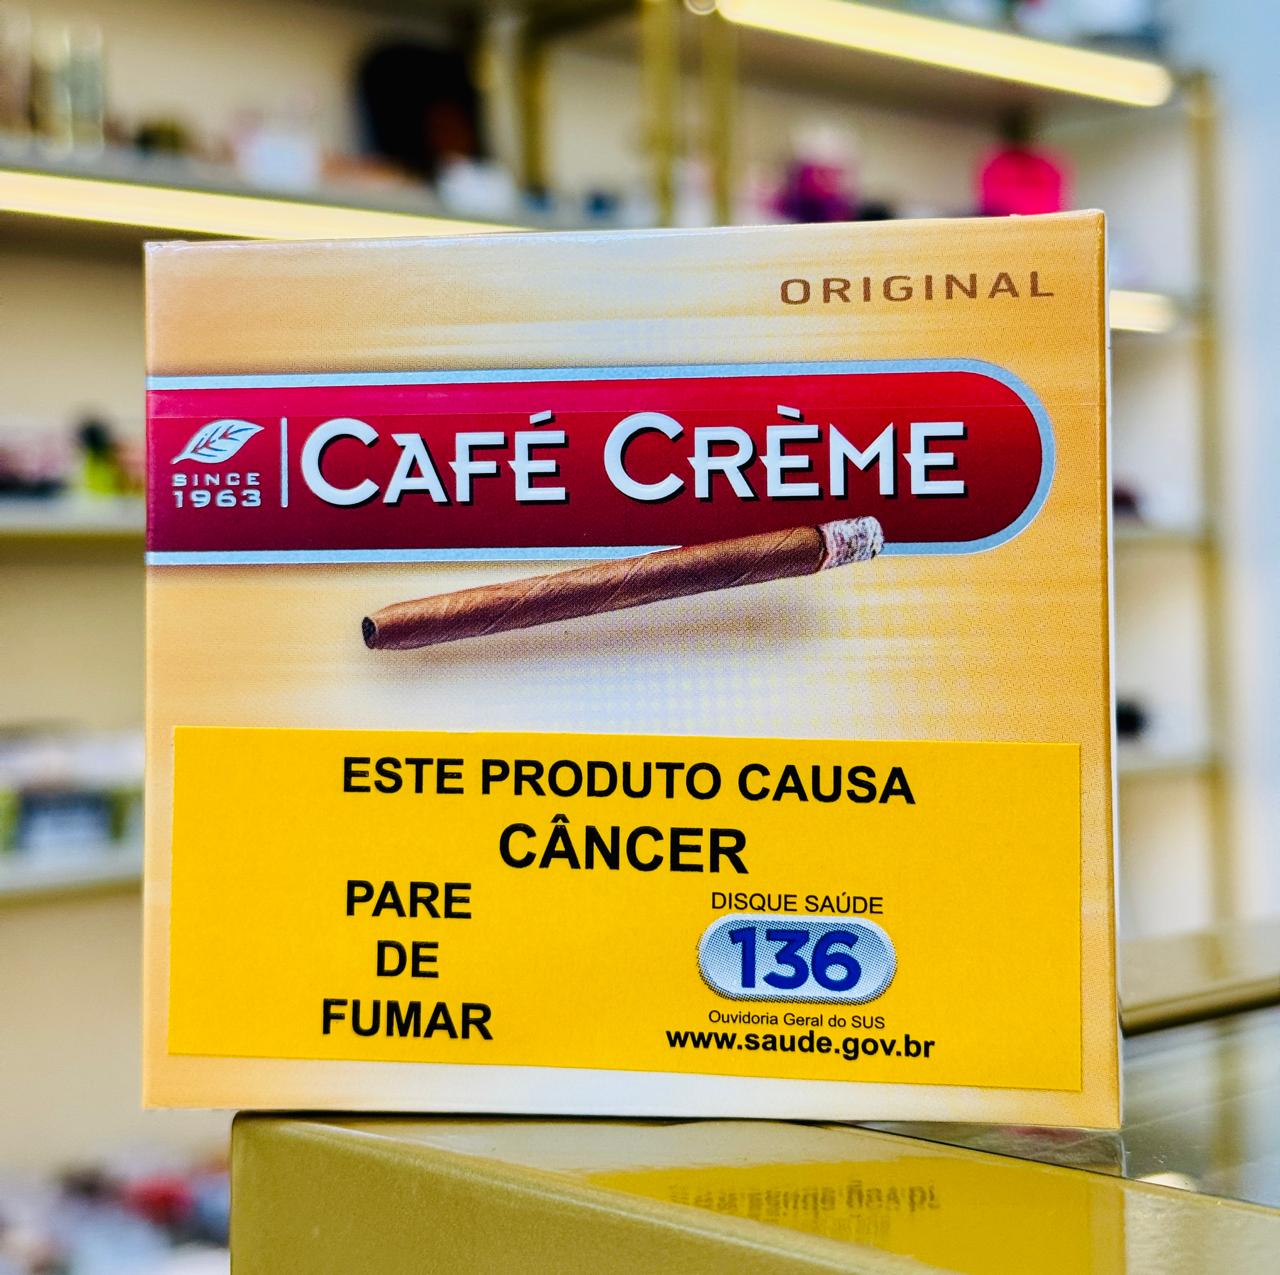 ORIGINAL
SINCE
1963
CAFÉ CRÈME
ESTE PRODUTO CAUSA
CÂNCER
PARE
DE
FUMAR
DISQUE SAÚDE
136
Ouvidoria Geral do SUS
www.saude.gov.br